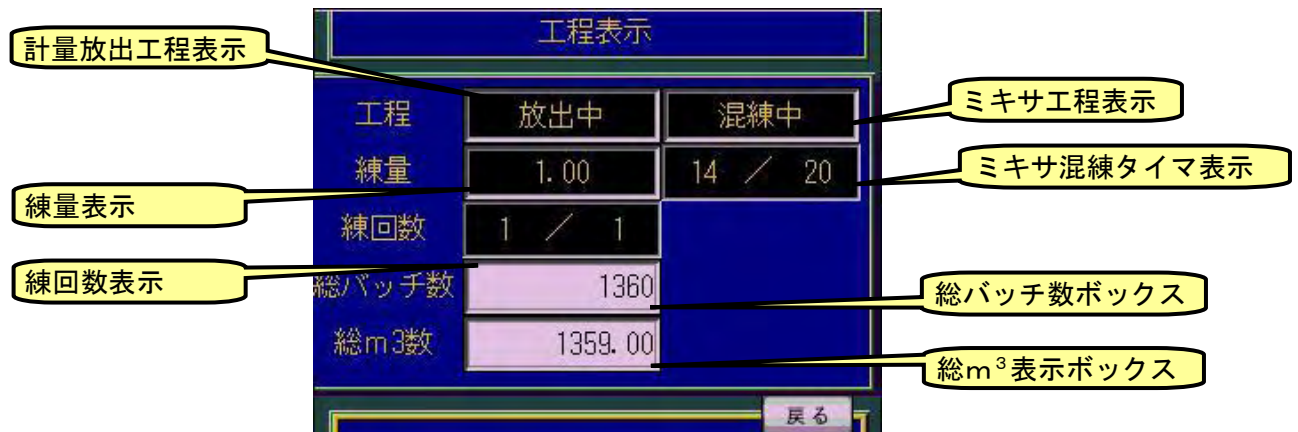 工程表示
計量放出工程表示
ミキサ工程表示
工程 放出中 混練中
練量 1.00 14 ／ 20
ミキサ混練タイマ表示
練量表示
練回数 1 ／ 1
練回数表示
総バッチ数 1360
総バッチ数ボックス
総m3数 1359.00
総ｍ³表示ボックス
戻る